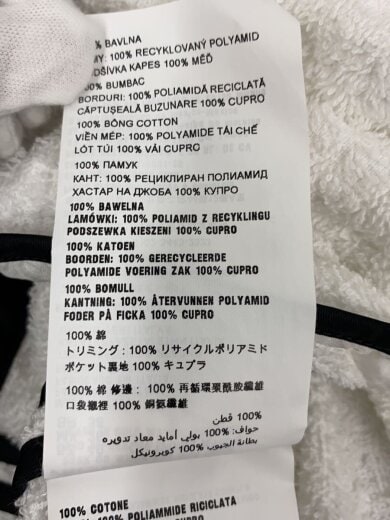 % BAVLNA
MY: 100% RECYKLOVANÝ POLYAMID
DŠÍVKA KAPES 100% MĚĎ
00% BUMBAC
BORDURI: 100% POLIAMIDĂ RECICLATĂ
CĂPTUȘEALĂ BUZUNARE 100% CUPRO
100% BÔNG COTTON
VIỀN MÉP: 100% POLYAMIDE TÁI CHẾ
LÓT TÚI 100% VẢI CUPRO
100% ПАМУК
КАНТ: 100% РЕЦИКЛИРАН ПОЛИАМИД
ХАСТАР НА ДЖОБА 100% КУПРО
100% BAWELNA
LAMÓWKI: 100% POLIAMID Z RECYKLINGU
PODSZEWKA KIESZENI 100% CUPRO
100% KATOEN
BOORDEN: 100% GERECYCLEERDE
POLYAMIDE VOERING ZAK 100% CUPRO
100% BOMULL
KANTNING: 100% ÅTERVUNNEN POLYAMID
FODER PÅ FICKA 100% CUPRO
100% 綿
トリミング：100% リサイクルポリアミド
ポケット裏地 100% キュプラ
100% 棉 修邊： 100% 再循環聚酰胺纖維
口袋襯裡 100% 銅氨纖維
100% قطن
حواف: 100% بولي أمايد معاد تدويره
بطانة الجيوب 100% كوبرونيكل
100% COTONE
100% POLIAMMIDE RICICLATA